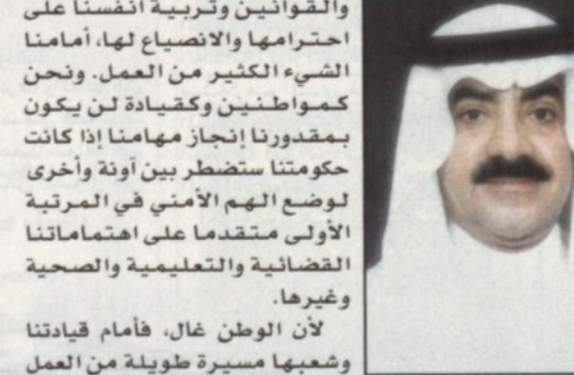 والقوانين وتربية أنفسنا على
احترامها والانصياع لها، أمامنا
الشيء الكثير من العمل. ونحن
كمواطنين وكقيادة لن يكون
بمقدورنا إنجاز مهامنا إذا كانت
حكومتنا ستضطر بين آونة وأخرى
لوضع الهم الأمني في المرتبة
الأولى متقدما على اهتماماتنا
القضائية والتعليمية والصحية
وغيرها.
لأن الوطن غال، فأمام قيادتنا
وشعبها مسيرة طويلة من العمل